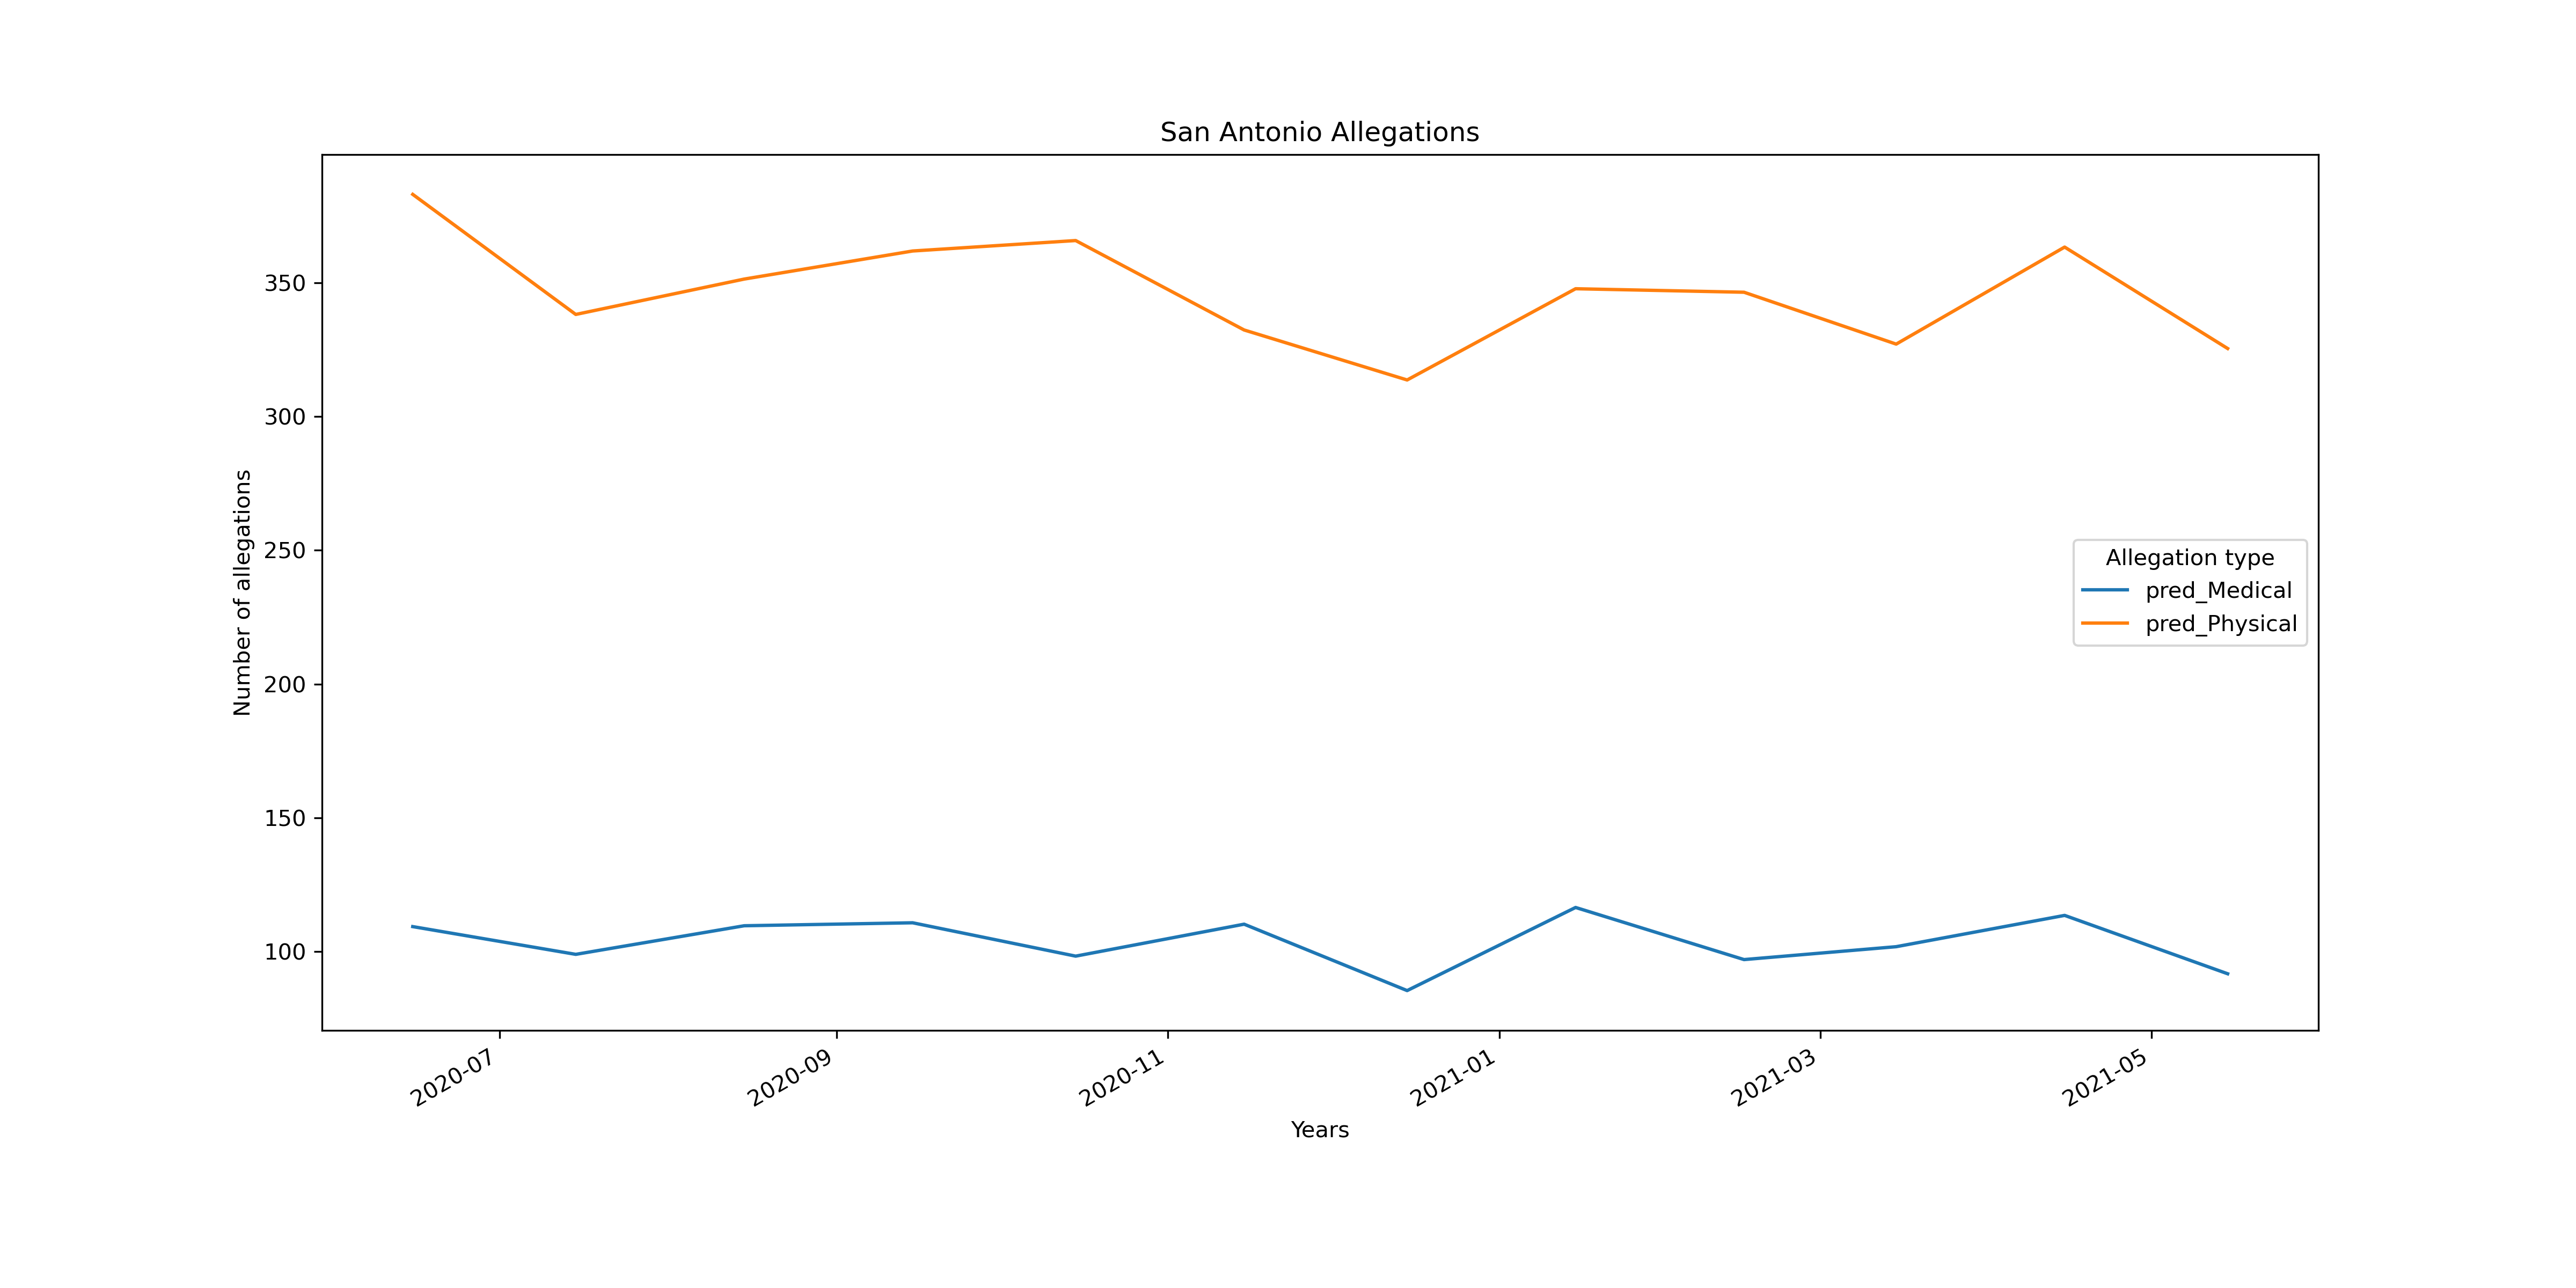 San Antonio Allegations
Number of allegations
350
300
250
200
150
100
Allegation type
pred_Medical
pred_Physical
2020-07
2020-09
2020-11
2021-01
2021-03
2021-05
Years